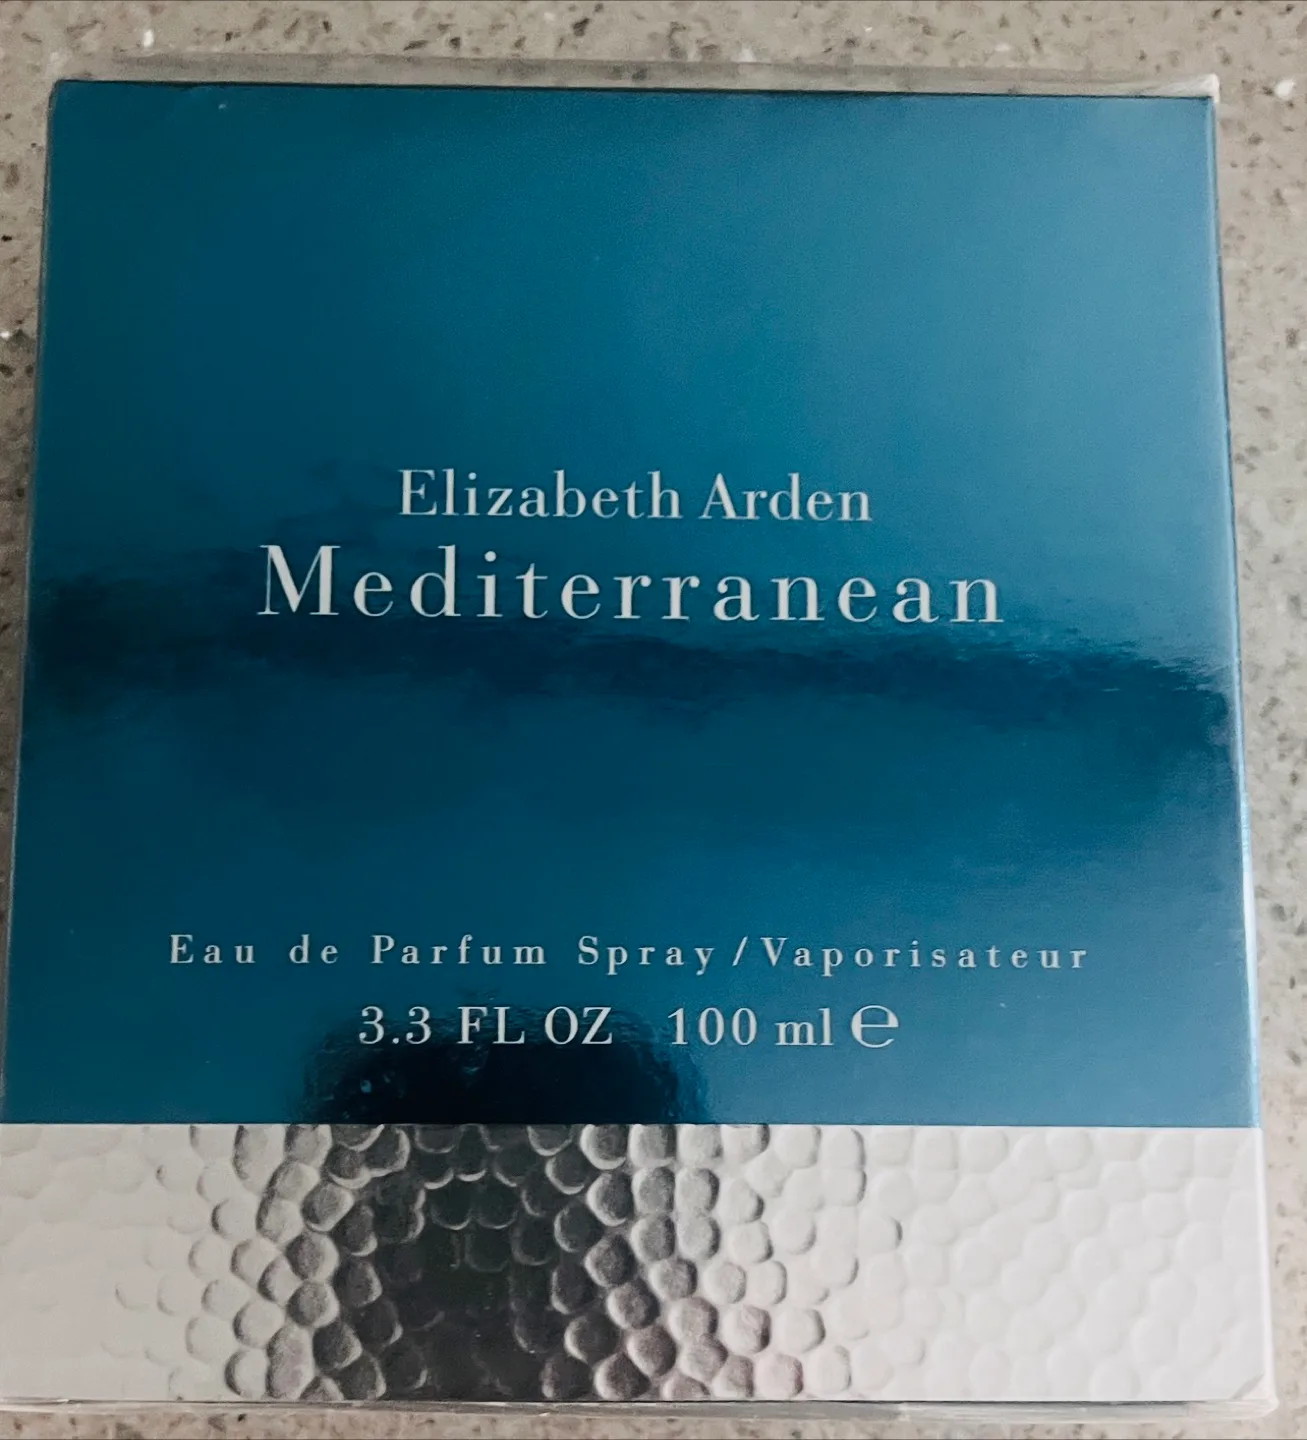 Elizabeth Arden
Mediterranean
Eau de Parfum Spray/Vaporisateur
3.3 FL OZ 100 ml ℮